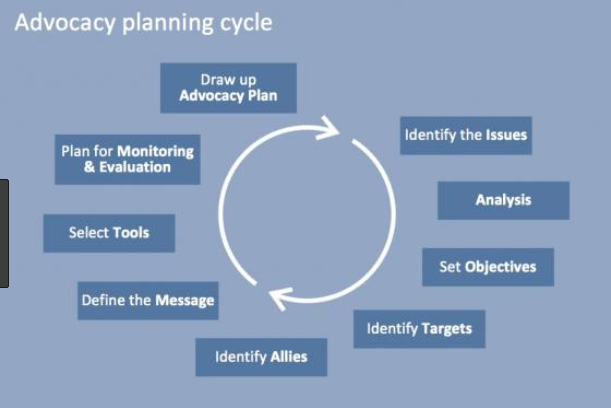 Advocacy planning cycle
Draw up
Advocacy Plan
Identify the Issues
Analysis
Set Objectives
Identify Targets
Identify Allies
Define the Message
Select Tools
Plan for Monitoring
& Evaluation